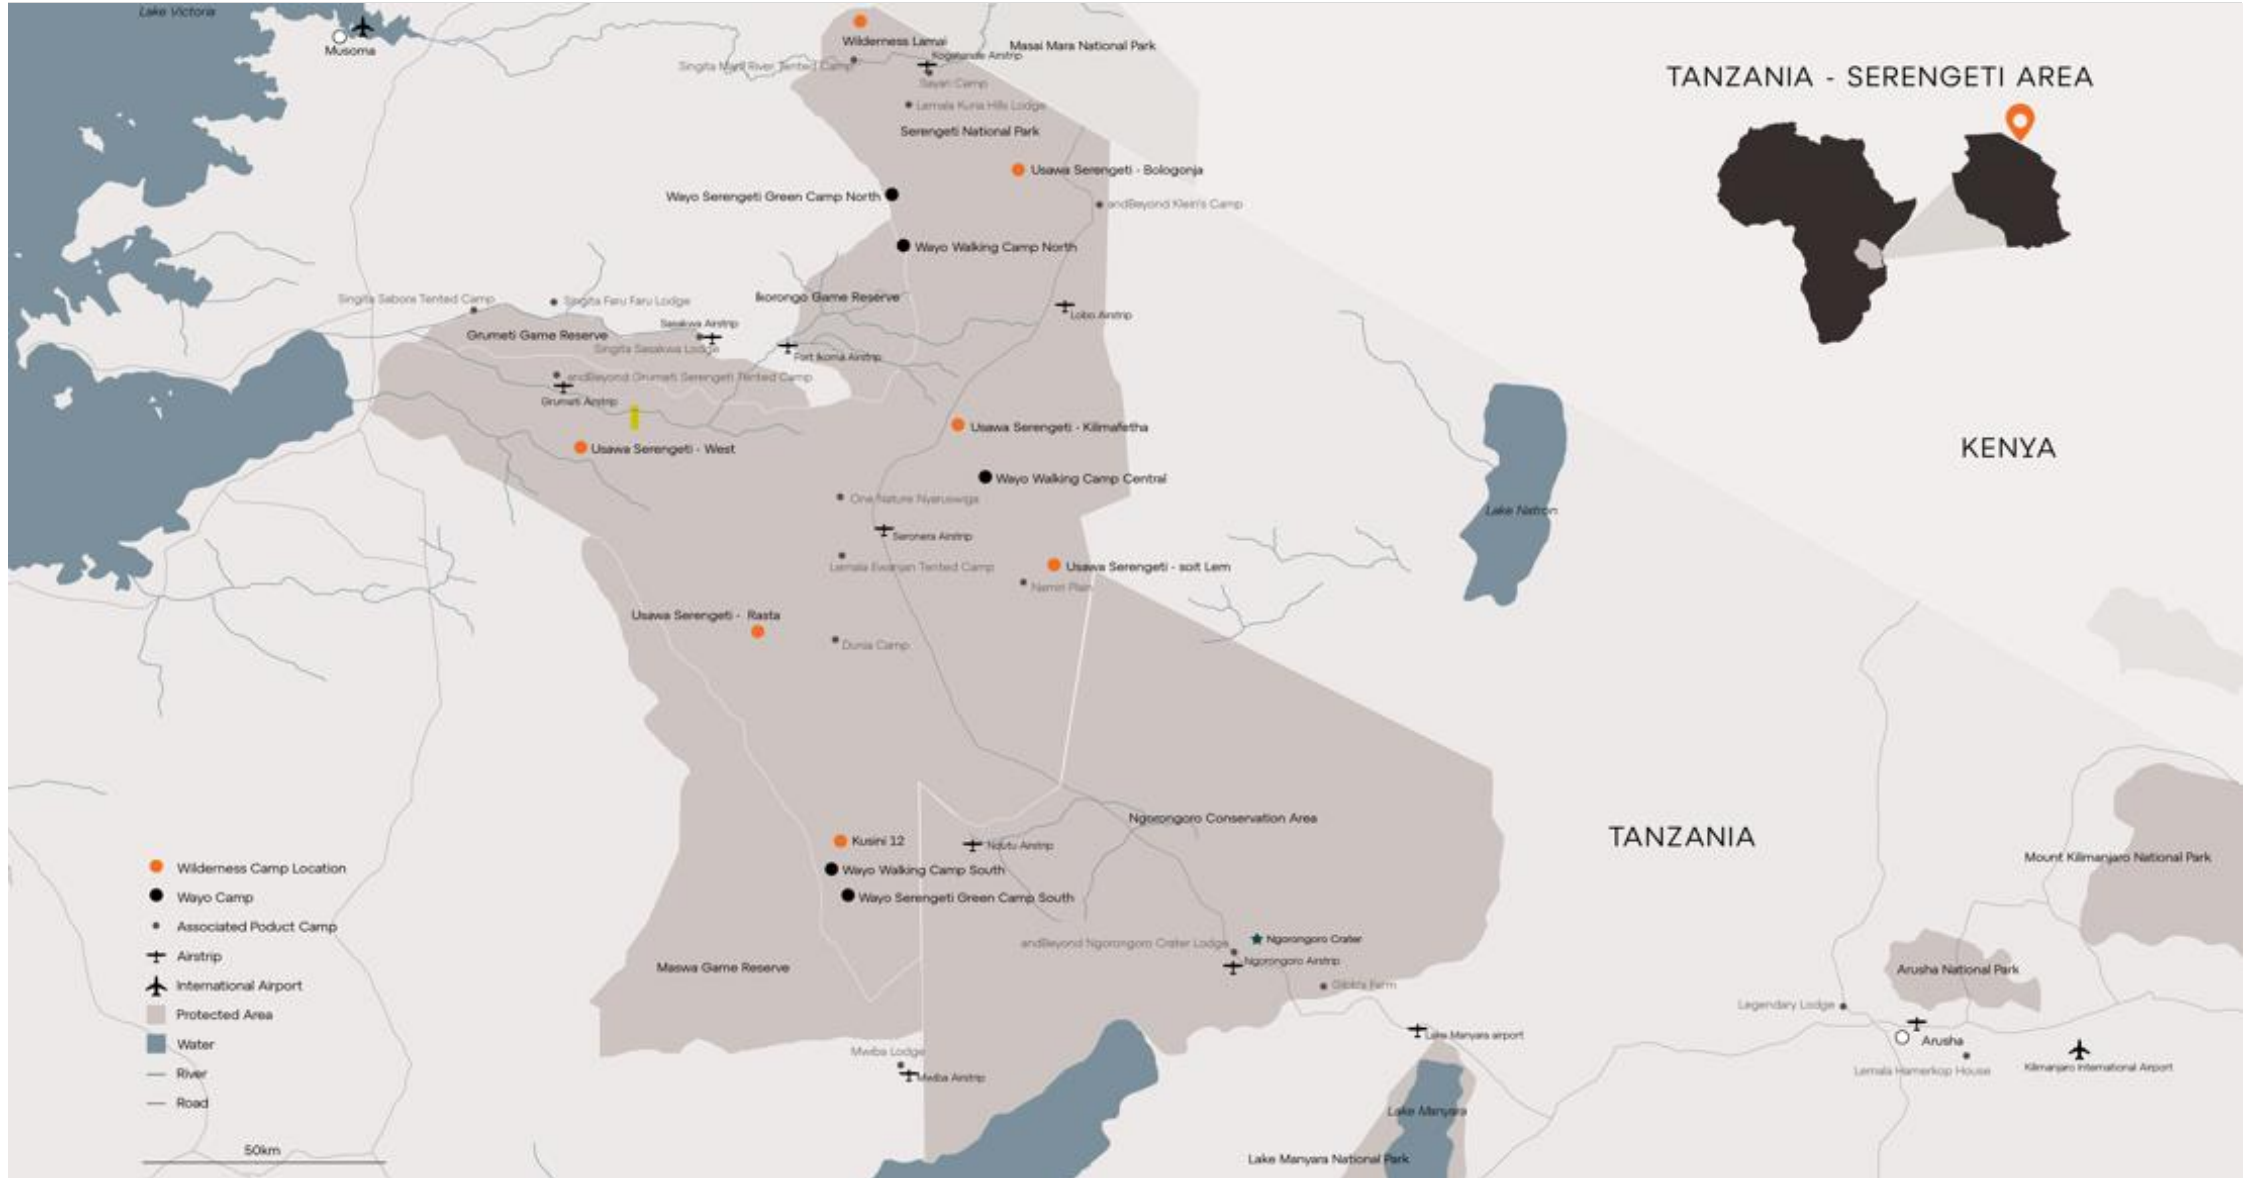 Lake Victoria
Musoma
Wilderness Lamai
Kogatende Airstrip
Masai Mara National Park
Singita Mara River Tented Camp
Sayari Camp
Lemala Kuria Hills Lodge
Serengeti National Park
Usawa Serengeti - Bologonja
Wayo Serengeti Green Camp North
andBeyond Klein's Camp
Wayo Walking Camp North
Singita Sabora Tented Camp
Singita Faru Faru Lodge
Ikorongo Game Reserve
Lobo Airstrip
Sasakwa Airstrip
Grumeti Game Reserve
Singita Sasakwa Lodge
Fort Ikoma Airstrip
andBeyond Grumeti Serengeti Tented Camp
Grumeti Airstrip
Usawa Serengeti - Kilimafetha
Usawa Serengeti - West
Wayo Walking Camp Central
One Nature Nyaruswiga
Seronera Airstrip
Lemala Ewanjan Tented Camp
Usawa Serengeti - soit Lem
Namiri Plain
Usawa Serengeti - Rasta
Dunia Camp
Ngorongoro Conservation Area
Kusini 12
Ndutu Airstrip
Wayo Walking Camp South
Wayo Serengeti Green Camp South
andBeyond Ngorongoro Crater Lodge
Ngorongoro Crater
Ngorongoro Airstrip
Maswa Game Reserve
Gibb's Farm
Lake Manyara airport
Mwiba Lodge
Mwiba Airstrip
Lake Manyara
Lake Manyara National Park
TANZANIA - SERENGETI AREA
KENYA
Lake Natron
TANZANIA
Mount Kilimanjaro National Park
Arusha National Park
Legendary Lodge
Arusha
Lemala Hamerkop House
Kilimanjaro International Airport
Wilderness Camp Location
Wayo Camp
Associated Poduct Camp
Airstrip
International Airport
Protected Area
Water
River
Road
50km